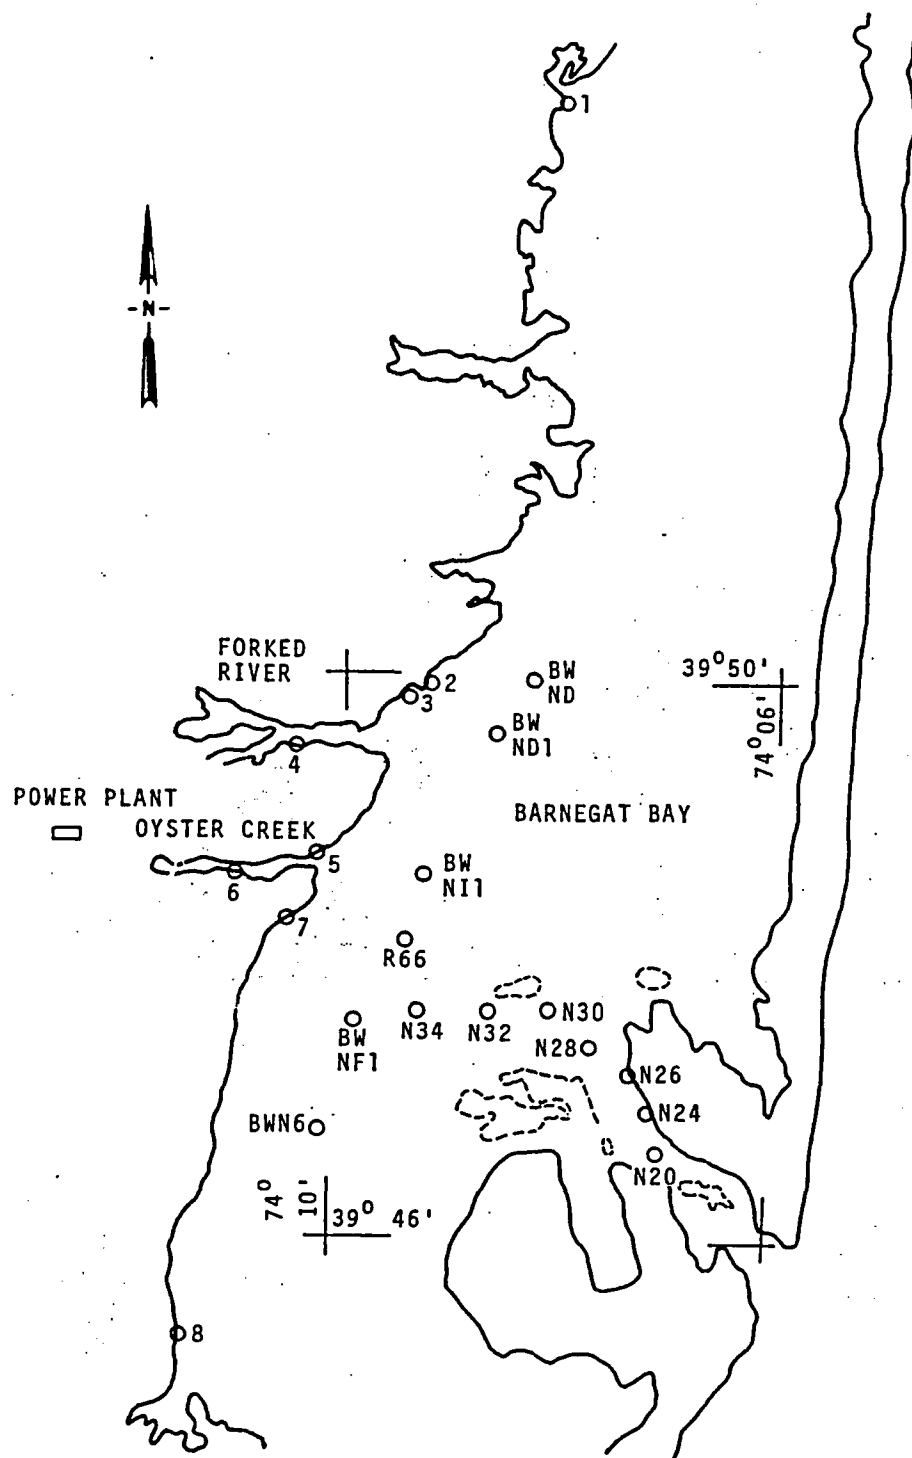 1
-N-
FORKED
RIVER
2
3
BW
ND
39° 50'
74° 06'
BW
ND1
4
POWER PLANT
OYSTER CREEK
BARNEGAT BAY
5
6
BW
NI1
7
R66
N34
N32
N30
BW
NF1
N28
N26
N24
BWN6
N20
74°
10'
39° 46'
8